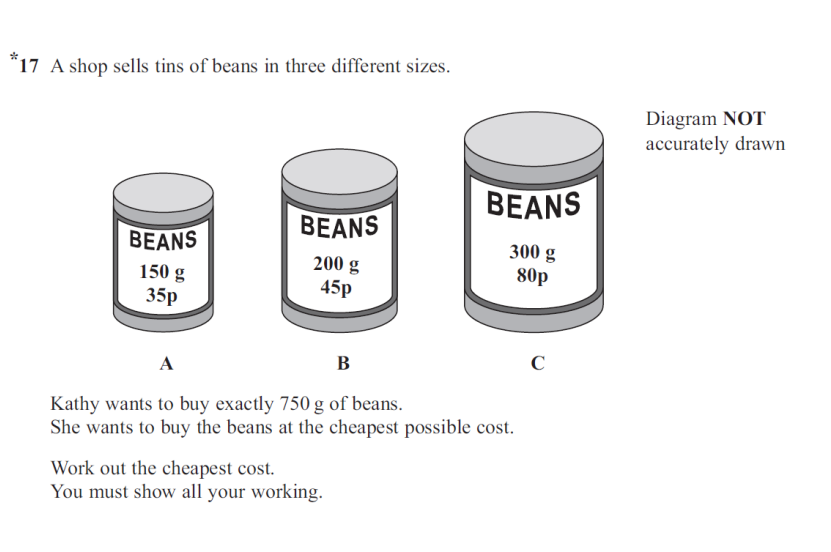 *17 A shop sells tins of beans in three different sizes.
Diagram NOT
accurately drawn
BEANS
150 g
35p
BEANS
200 g
45p
BEANS
300 g
80p
A B C
Kathy wants to buy exactly 750 g of beans.
She wants to buy the beans at the cheapest possible cost.
Work out the cheapest cost.
You must show all your working.